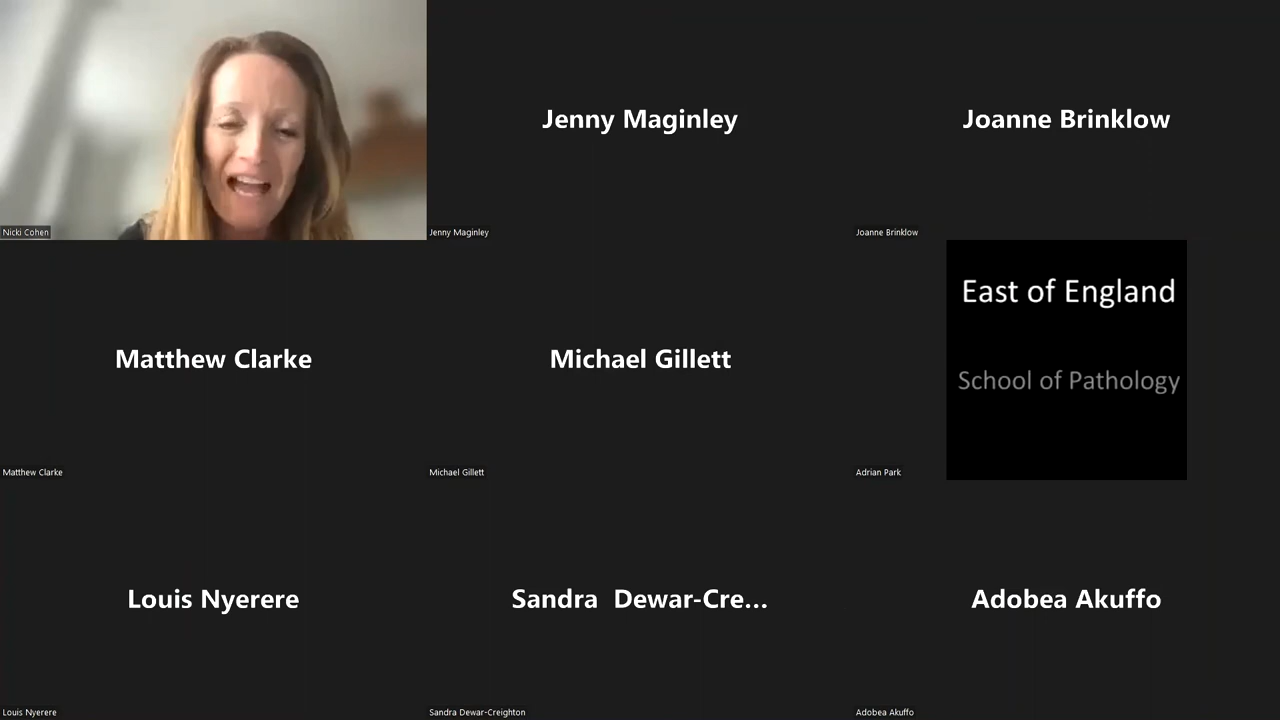 Nicki Cohen
Jenny Maginley
Jenny Maginley
Joanne Brinklow
Joanne Brinklow
Matthew Clarke
Matthew Clarke
Michael Gillett
Michael Gillett
East of England
School of Pathology
Adrian Park
Louis Nyerere
Louis Nyerere
Sandra  Dewar-Cre...
Sandra Dewar-Creighton
Adobea Akuffo
Adobea Akuffo